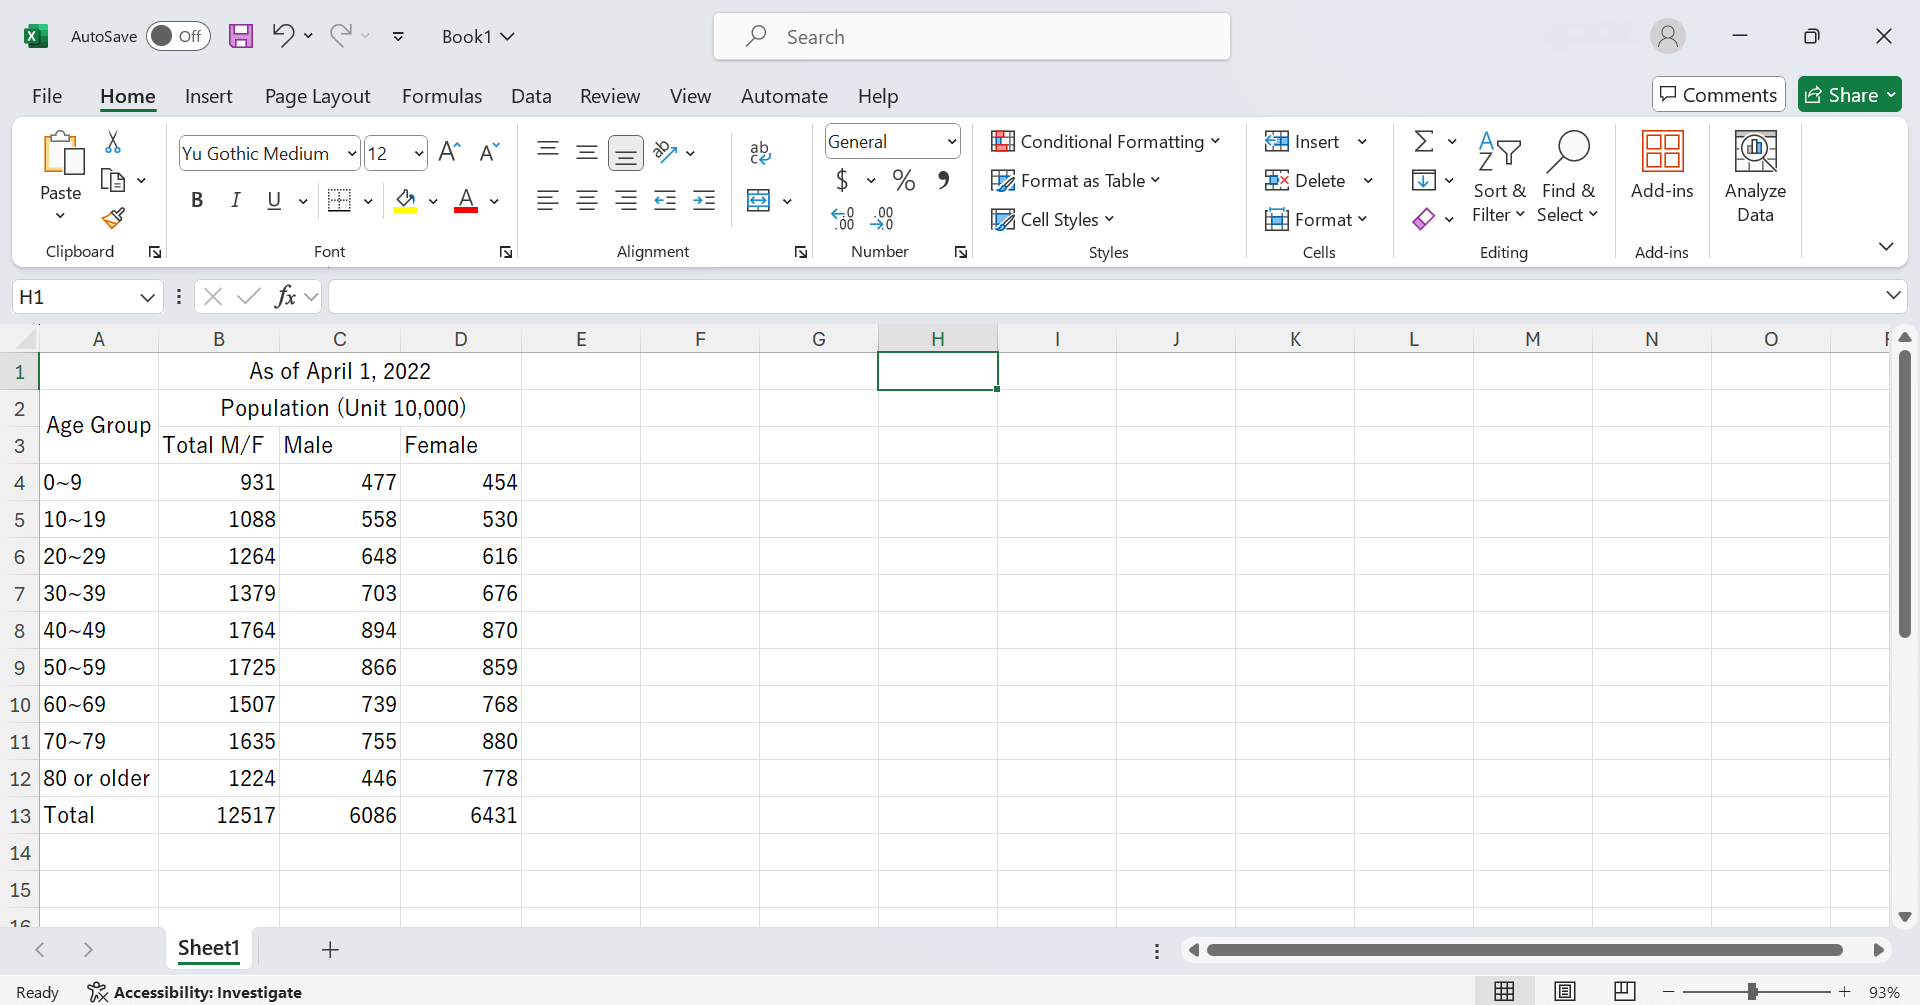 AutoSave Off Book1 Search
File Home Insert Page Layout Formulas Data Review View Automate Help Comments Share
Paste
Clipboard
Yu Gothic Medium 12
B I U A
Font
ab
Alignment
General
$ % ,
Number
Conditional Formatting
Format as Table
Cell Styles
Styles
Insert
Delete
Format
Cells
Sort & Filter
Find & Select
Editing
Add-ins
Add-ins
Analyze Data
H1 fx
A B C D E F G H I J K L M N O
1 As of April 1, 2022
2 Population (Unit 10,000)
Age Group
3 Total M/F Male Female
4 0~9 931 477 454
5 10~19 1088 558 530
6 20~29 1264 648 616
7 30~39 1379 703 676
8 40~49 1764 894 870
9 50~59 1725 866 859
10 60~69 1507 739 768
11 70~79 1635 755 880
12 80 or older 1224 446 778
13 Total 12517 6086 6431
14
15
Sheet1
Ready Accessibility: Investigate 93%